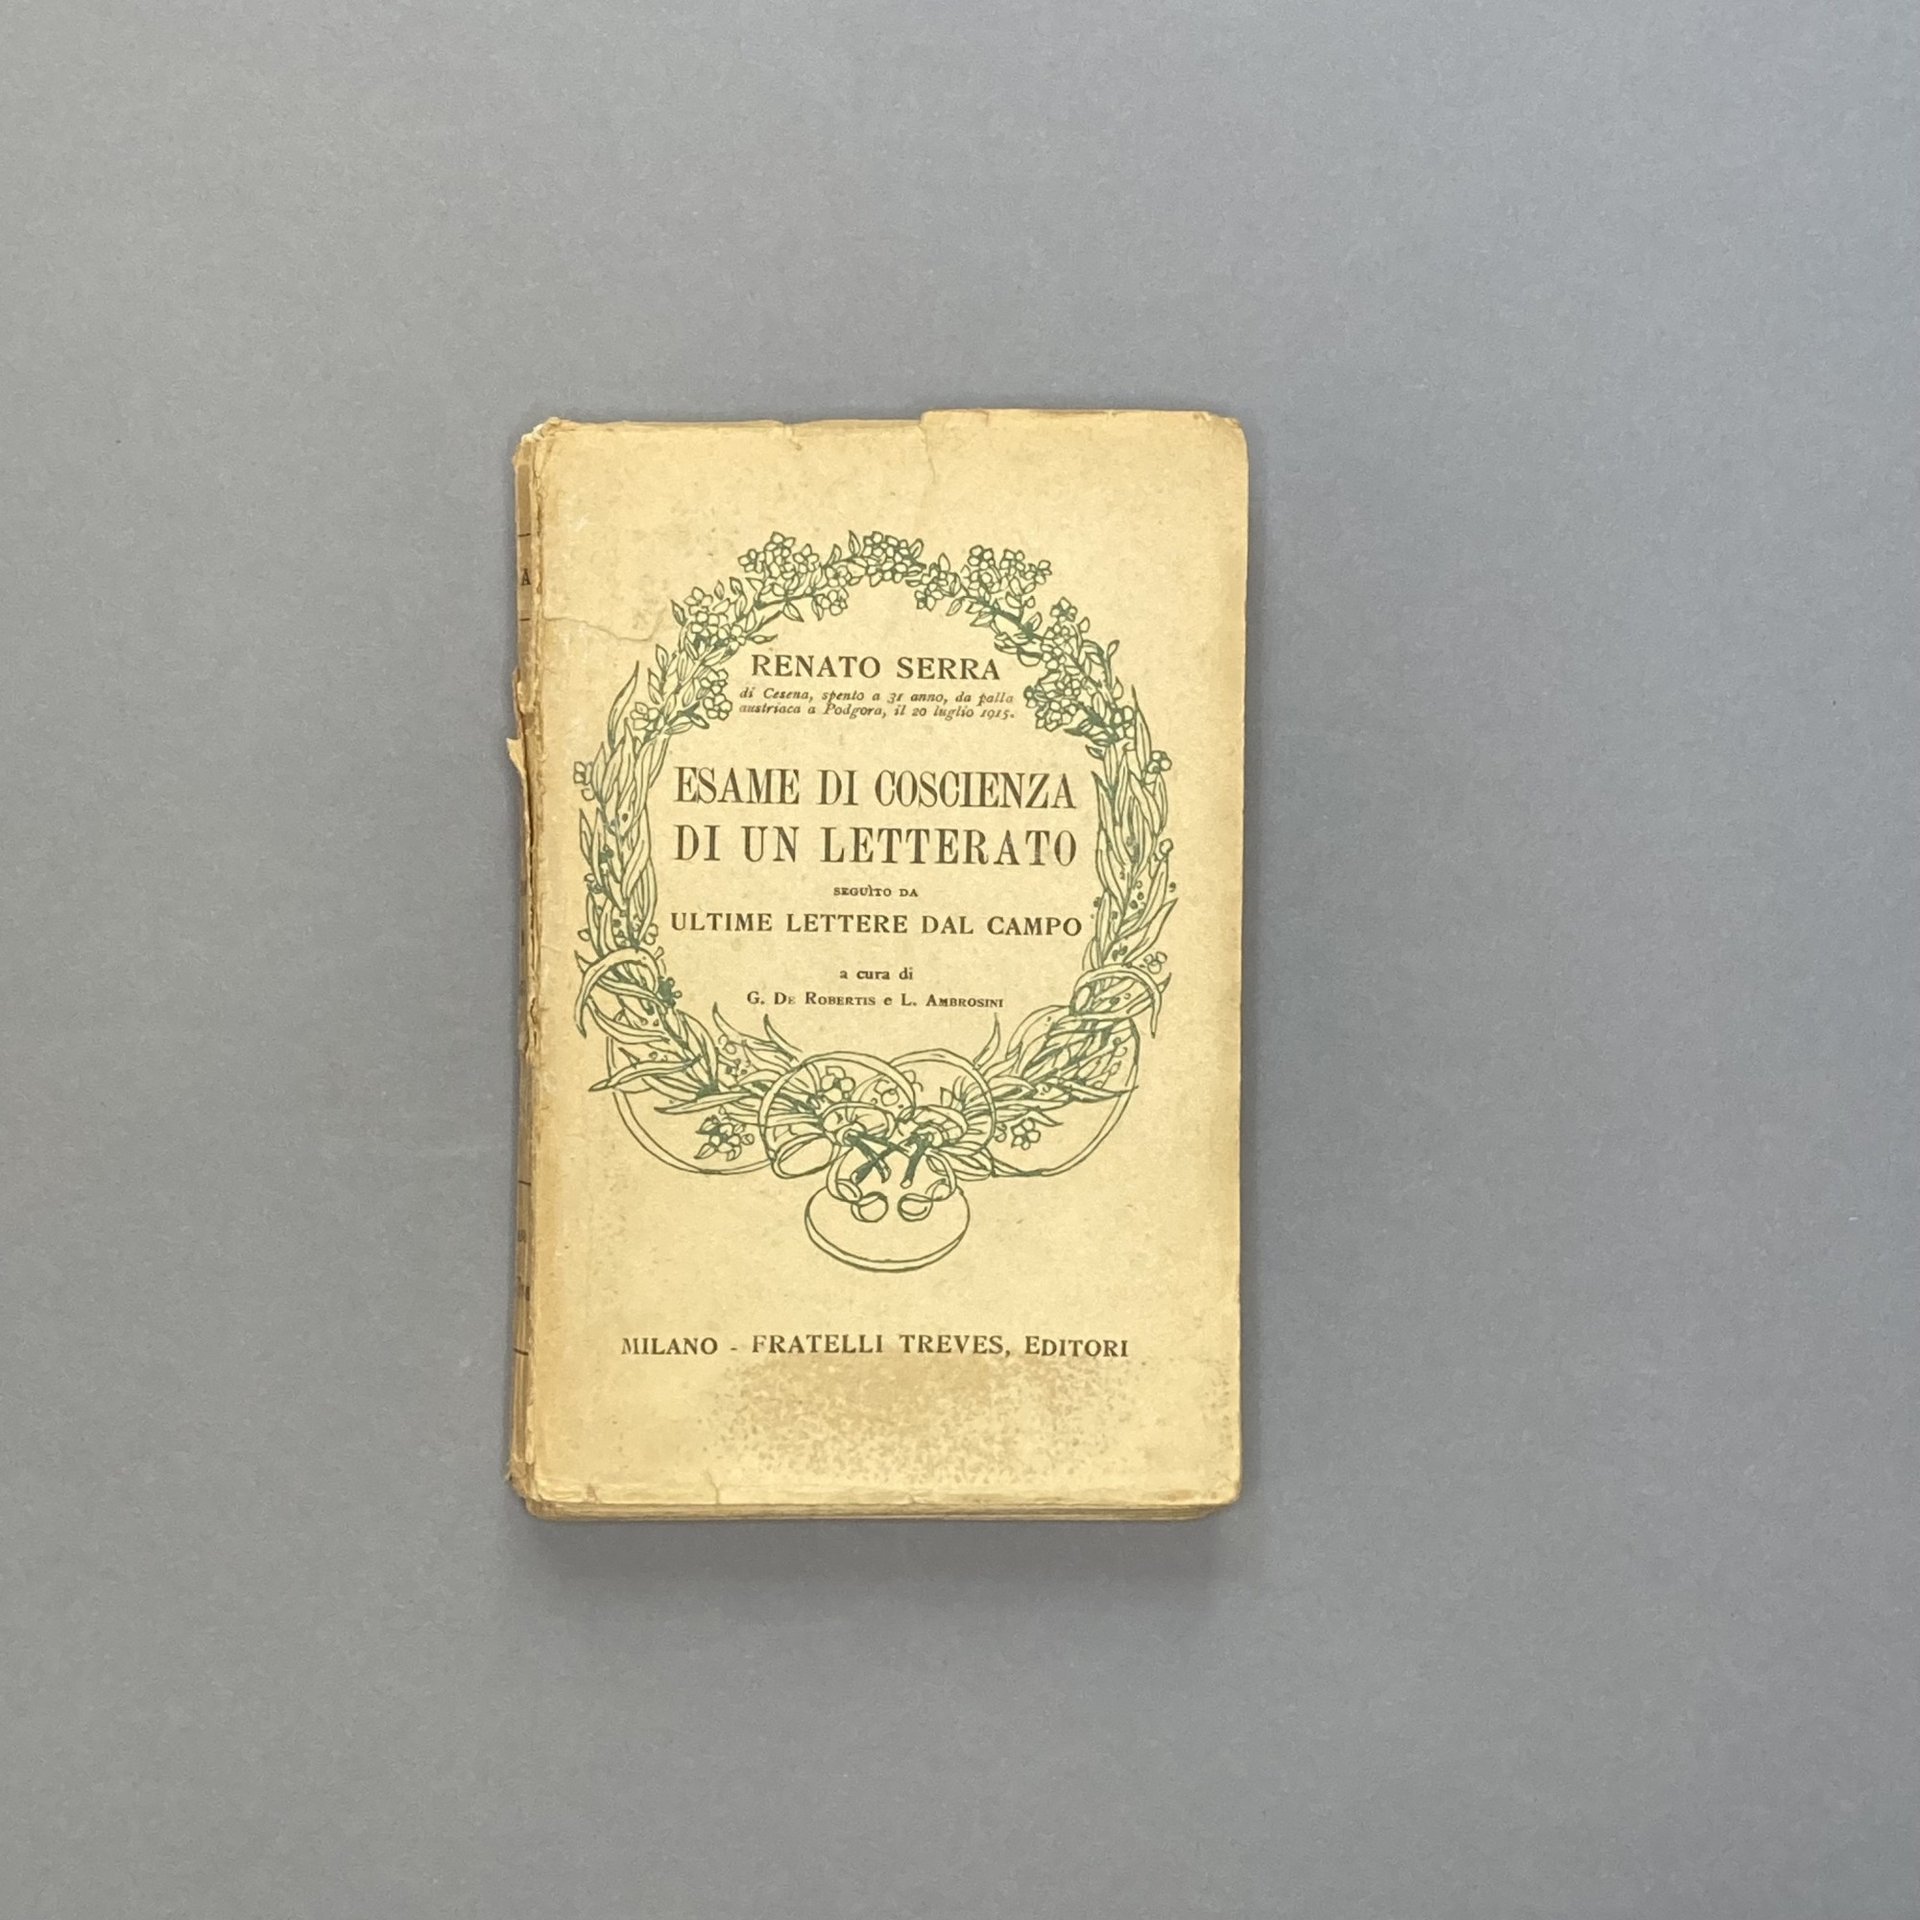 RENATO SERRA
di Cesena, spento a 31 anno, da palla
austriaca a Podgora, il 20 luglio 1915.
ESAME DI COSCIENZA
DI UN LETTERATO
SEGUÌTO DA
ULTIME LETTERE DAL CAMPO
a cura di
G. DE ROBERTIS e L. AMBROSINI
MILANO - FRATELLI TREVES, EDITORI